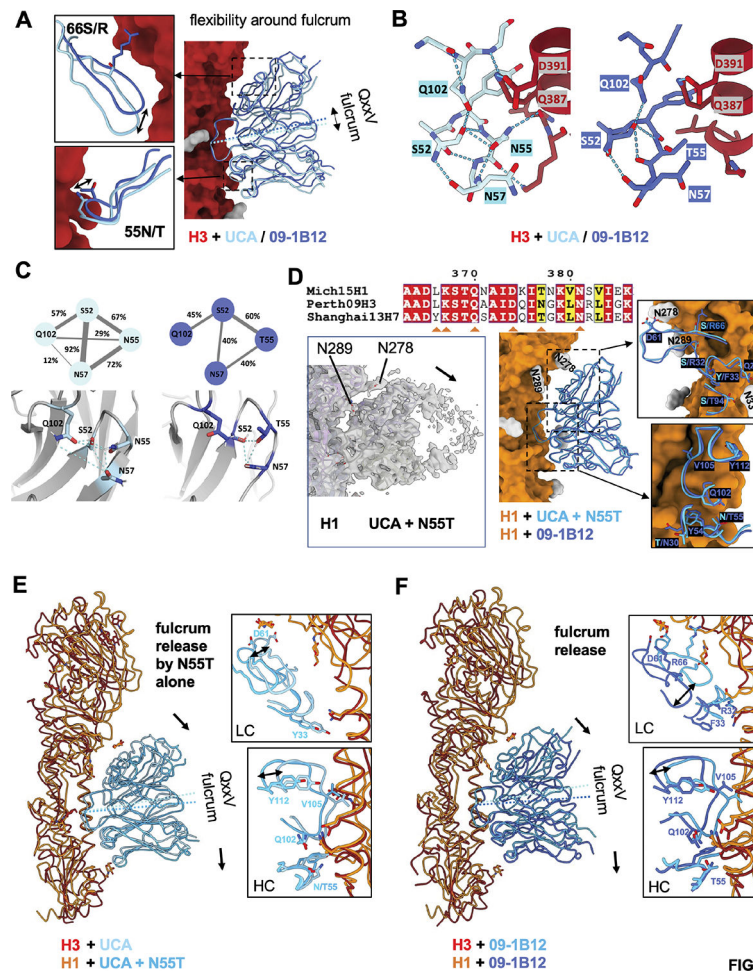 A
flexibility around fulcrum
66S/R
55N/T
QxxV
fulcrum
H3 + UCA / 09-1B12
B
D391
Q102
Q387
S52
N55
N57
D391
Q102
Q387
S52
T55
N57
H3 + UCA / 09-1B12
C
57%
S52
67%
Q102
29%
N55
92%
12%
72%
N57
45%
S52
60%
Q102
T55
40%
40%
N57
Q102
S52
N55
N57
Q102
S52
T55
N57
D
370
380
Mich15H1 AADLKSTQNAIDKITNKVNSVIEK
Perth09H3 AADLKSTQAAIDQINGKLNRLIGK
Shanghai13H7 AADYKSTQSAIDQITGKLNRLIEK
N289
N278
H1 UCA + N55T
N278
N289
H1 + UCA + N55T
H1 + 09-1B12
N278
D61
S/R66
N289
S/R32
Y/F33
S/T94
N53
V105
Y112
Q102
N/T55
Y54
T/N30
E
fulcrum
release
by N55T
alone
D61
Y33
LC
QxxV
fulcrum
Y112
V105
Q102
N/T55
HC
H3 + UCA
H1 + UCA + N55T
F
fulcrum
release
D61
R66
R32
F33
LC
QxxV
fulcrum
V105
Y112
Q102
T55
HC
H3 + 09-1B12
H1 + 09-1B12
FIG